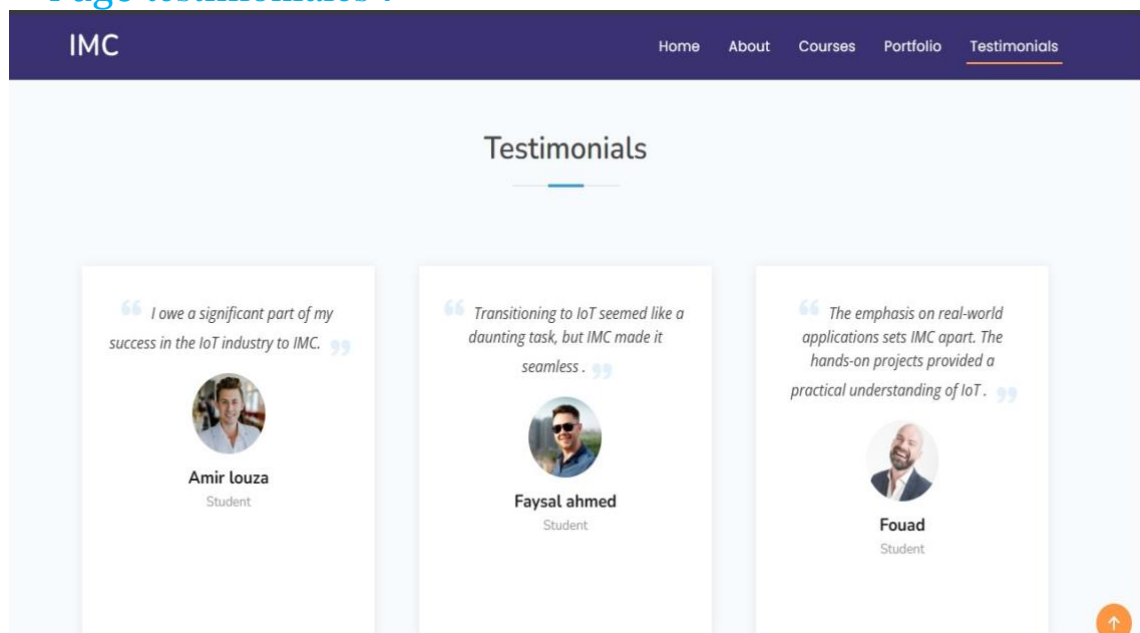 IMC
Home About Courses Portfolio Testimonials
Testimonials
“ I owe a significant part of my
success in the IoT industry to IMC. ”
Amir louza
Student
“ Transitioning to IoT seemed like a
daunting task, but IMC made it
seamless . ”
Faysal ahmed
Student
“ The emphasis on real-world
applications sets IMC apart. The
hands-on projects provided a
practical understanding of IoT . ”
Fouad
Student